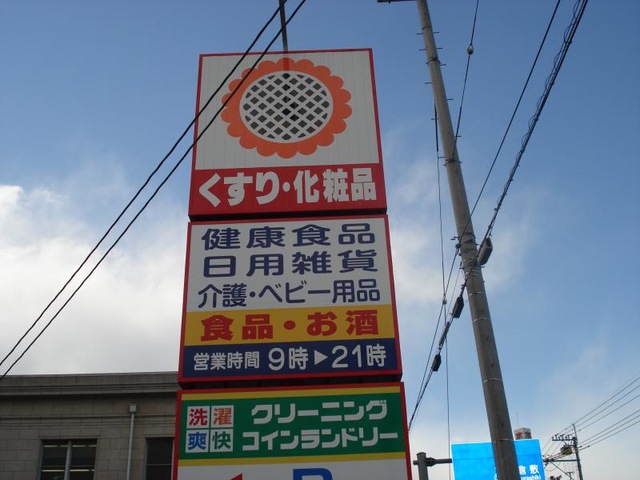 くすり・化粧品
健康食品
日用雑貨
介護・ベビー用品
食品・お酒
営業時間 9時▶21時
洗濯 クリーニング
爽快 コインランドリー
倉敷